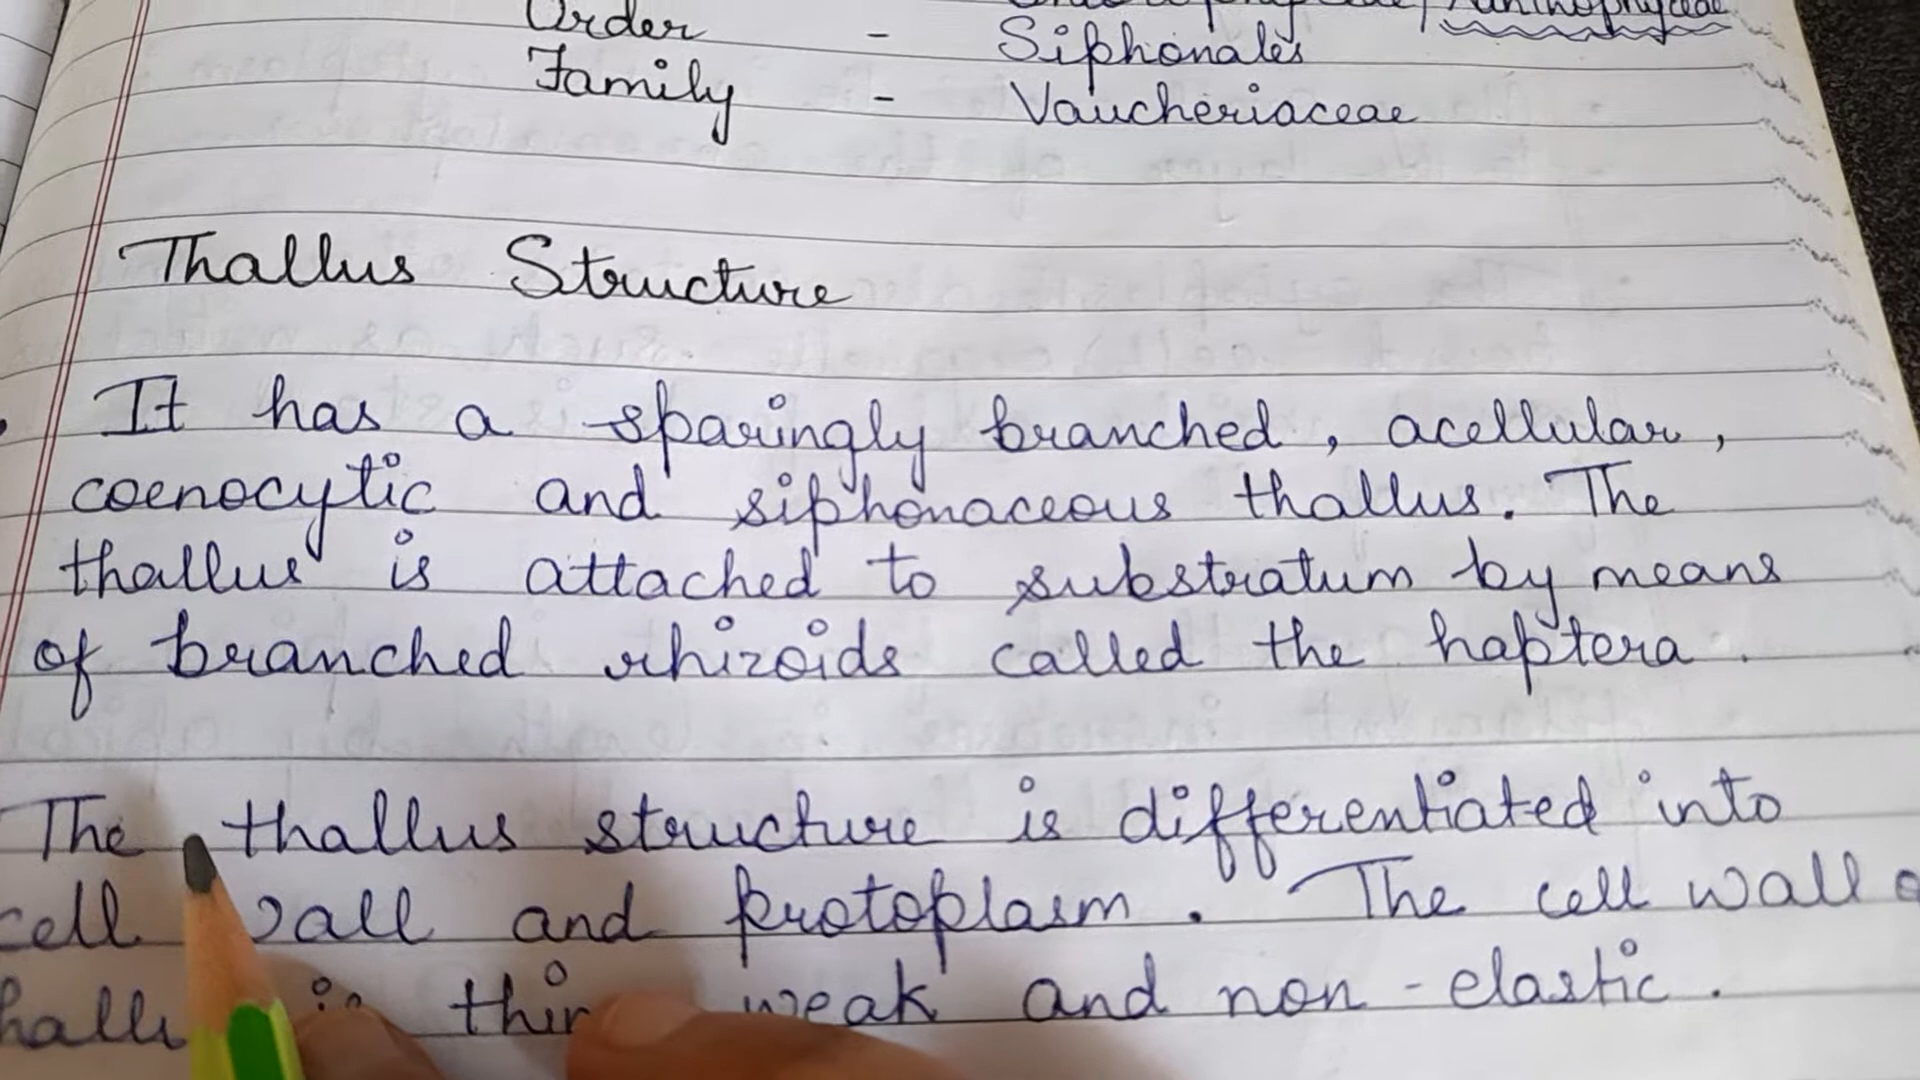 Order - Siphonales
Family - Vaucheriaceae
Thallus Structure
It has a sparingly branched, acellular,
coenocytic and siphonaceous thallus. The
thallus is attached to substratum by means
of branched rhizoids called the haptera.
The thallus structure is differentiated into
cell wall and protoplasm. The cell wall
is thin weak and non-elastic.